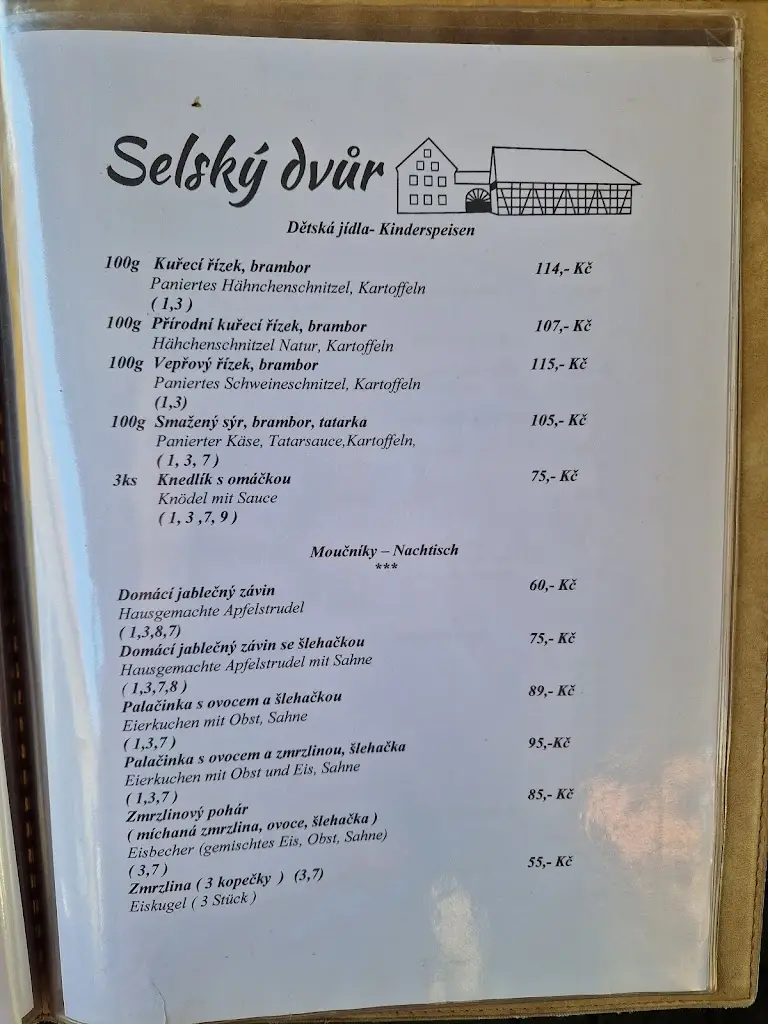 Selský dvůr
Dětská jídla- Kinderspeisen
100g Kuřecí řízek, brambor 114,- Kč
Paniertes Hähnchenschnitzel, Kartoffeln
( 1,3 )
100g Přírodní kuřecí řízek, brambor 107,- Kč
Hähchenschnitzel Natur, Kartoffeln
100g Vepřový řízek, brambor 115,- Kč
Paniertes Schweineschnitzel, Kartoffeln
(1,3)
100g Smažený sýr, brambor, tatarka 105,- Kč
Panierter Käse, Tatarsauce,Kartoffeln,
( 1, 3, 7 )
3ks Knedlík s omáčkou 75,- Kč
Knödel mit Sauce
( 1, 3 ,7, 9 )
Moučníky – Nachtisch
***
Domácí jablečný závin 60,- Kč
Hausgemachte Apfelstrudel
( 1,3,8,7)
Domácí jablečný závin se šlehačkou 75,- Kč
Hausgemachte Apfelstrudel mit Sahne
( 1,3,7,8 )
Palačinka s ovocem a šlehačkou 89,- Kč
Eierkuchen mit Obst, Sahne
( 1,3,7 )
Palačinka s ovocem a zmrzlinou, šlehačka 95,-Kč
Eierkuchen mit Obst und Eis, Sahne
( 1,3,7 )
Zmrzlinový pohár 85,- Kč
( míchaná zmrzlina, ovoce, šlehačka )
Eisbecher (gemischtes Eis, Obst, Sahne)
( 3,7 )
Zmrzlina ( 3 kopečky ) (3,7) 55,- Kč
Eiskugel ( 3 Stück )